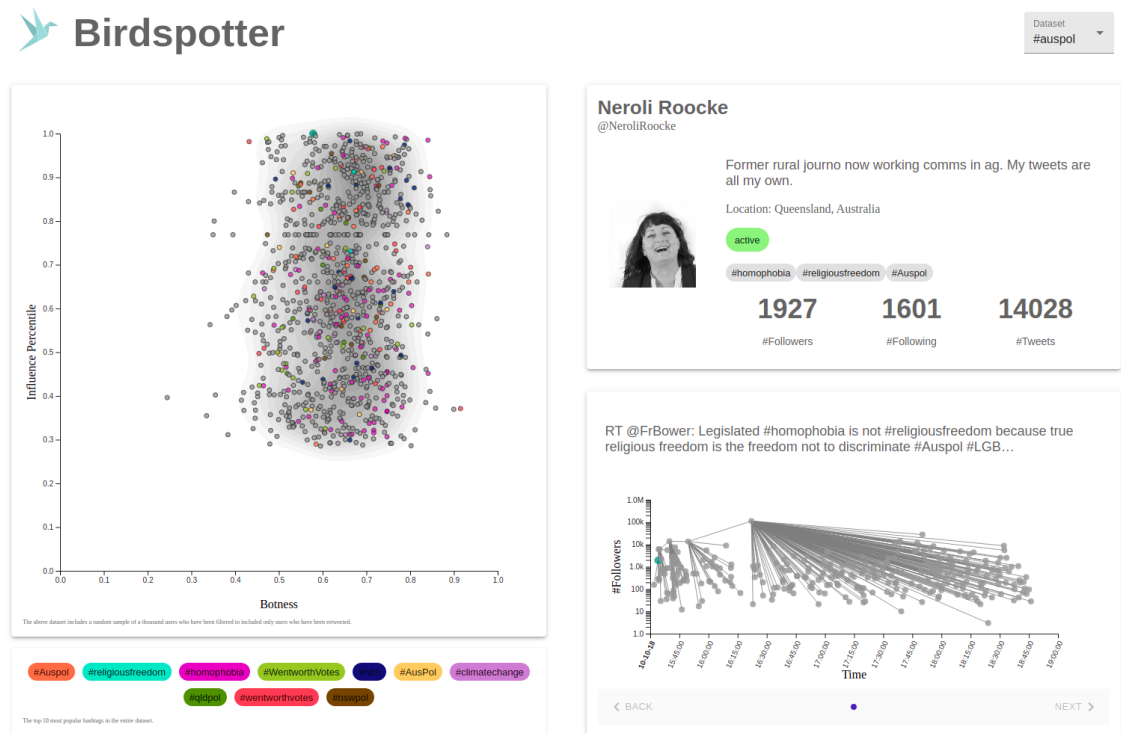 Birdspotter
Dataset
#auspol
Influence Percentile
1.0
0.9
0.8
0.7
0.6
0.5
0.4
0.3
0.2
0.1
0.0
0.0 0.1 0.2 0.3 0.4 0.5 0.6 0.7 0.8 0.9 1.0
Botness
The above dataset includes a random sample of a thousand users who have been filtered to included only users who have been retweeted.
#Auspol #religiousfreedom #homophobia #WentworthVotes #AusPol #climatechange
#qldpol #wentworthvotes #nswpol
The top 10 most popular hashtags in the entire dataset.
Neroli Roocke
@NeroliRoocke
Former rural journo now working comms in ag. My tweets are
all my own.
Location: Queensland, Australia
active
#homophobia #religiousfreedom #Auspol
1927 1601 14028
#Followers #Following #Tweets
RT @FrBower: Legislated #homophobia is not #religiousfreedom because true
religious freedom is the freedom not to discriminate #Auspol #LGB…
#Followers
1.0M
100k
10k
1.0k
100
10
1.0
10-10-18 15:45:00 16:00:00 16:15:00 16:30:00 16:45:00 17:00:00 17:15:00 17:30:00 17:45:00 18:00:00 18:15:00 18:30:00 18:45:00 19:00:00
Time
BACK NEXT